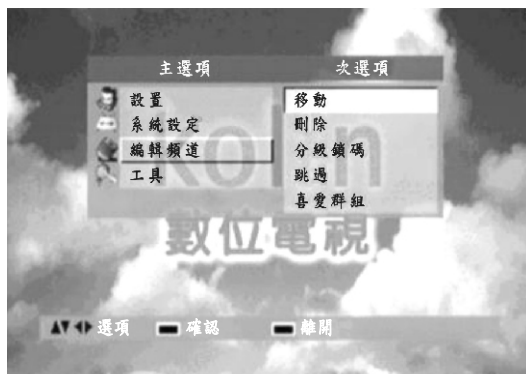 主選項 次選項
設置 移動
系統設定 刪除
編輯頻道 分級鎖碼
工具 跳過
喜愛群組
kolin
數位電視
選項 確認 離開